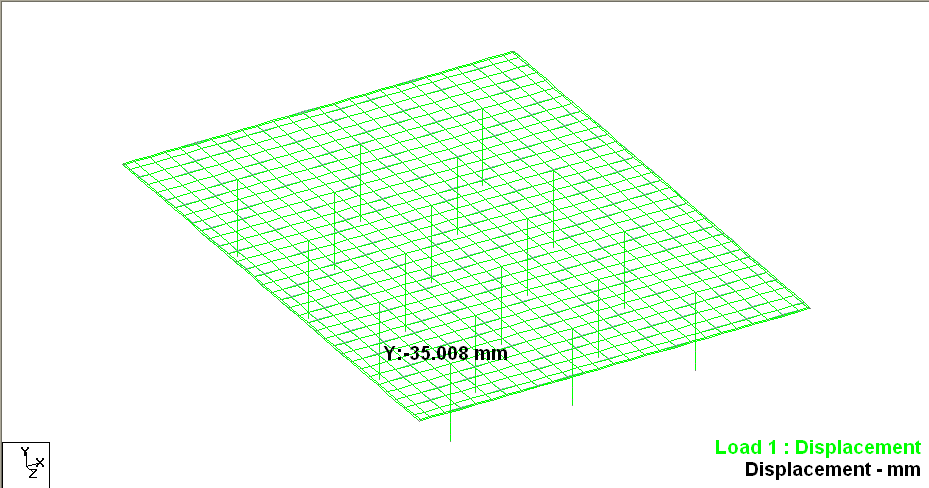 Y:-35.008 mm
Load 1 : Displacement
Displacement - mm
Y
X
Z